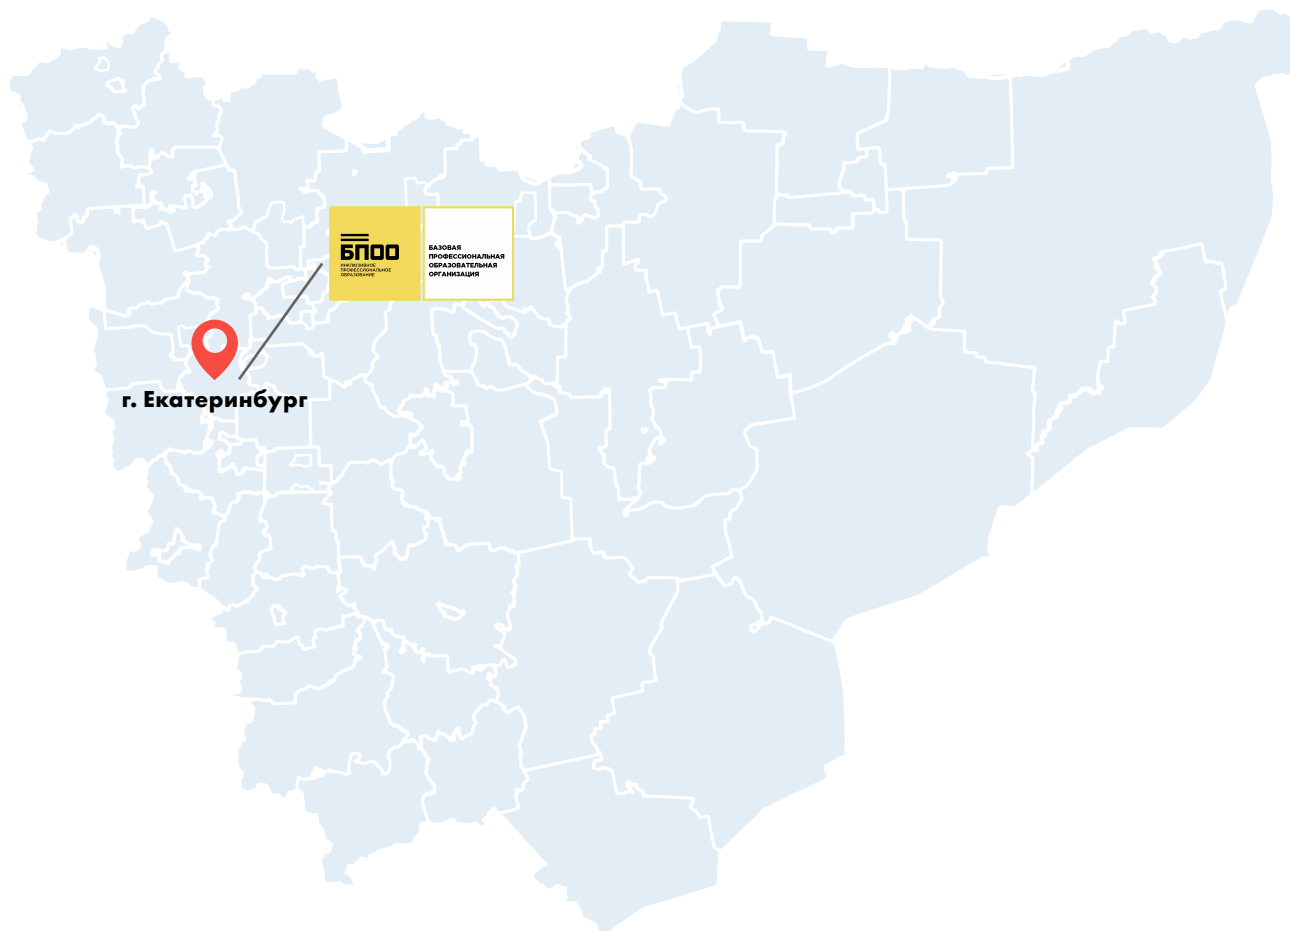 БПОО
ИНКЛЮЗИВНОЕ
ПРОФЕССИОНАЛЬНОЕ
ОБРАЗОВАНИЕ
БАЗОВАЯ
ПРОФЕССИОНАЛЬНАЯ
ОБРАЗОВАТЕЛЬНАЯ
ОРГАНИЗАЦИЯ
г. Екатеринбург